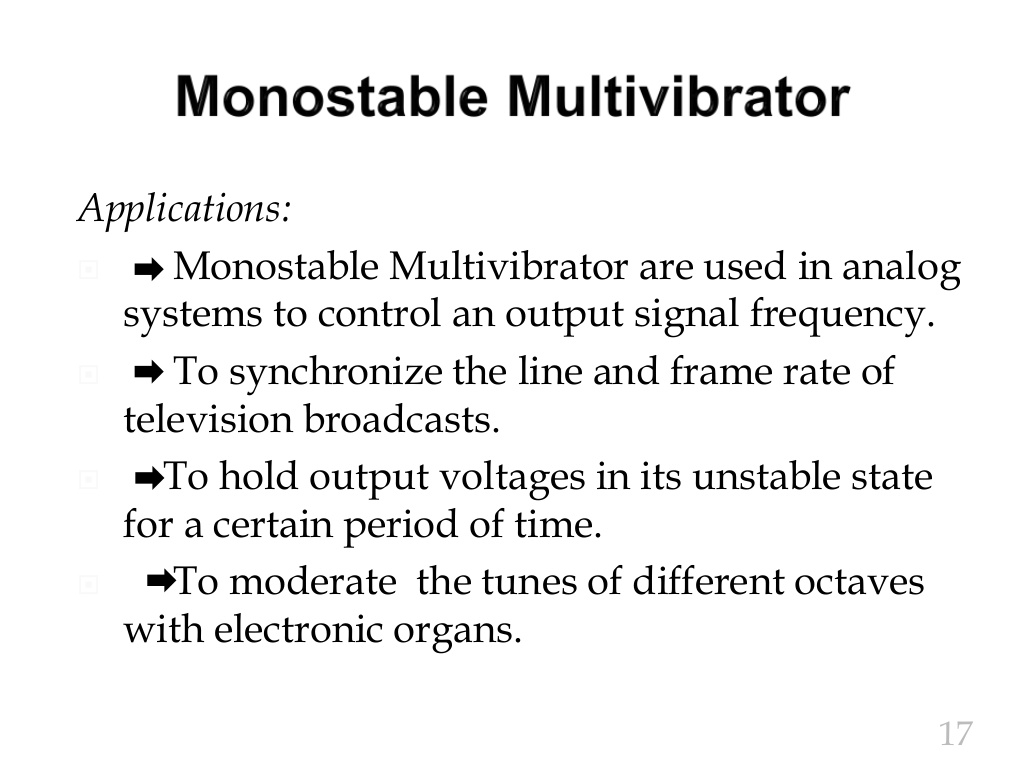 Monostable Multivibrator
Applications:
➡ Monostable Multivibrator are used in analog
systems to control an output signal frequency.
➡ To synchronize the line and frame rate of
television broadcasts.
➡To hold output voltages in its unstable state
for a certain period of time.
➡To moderate  the tunes of different octaves
with electronic organs.
17